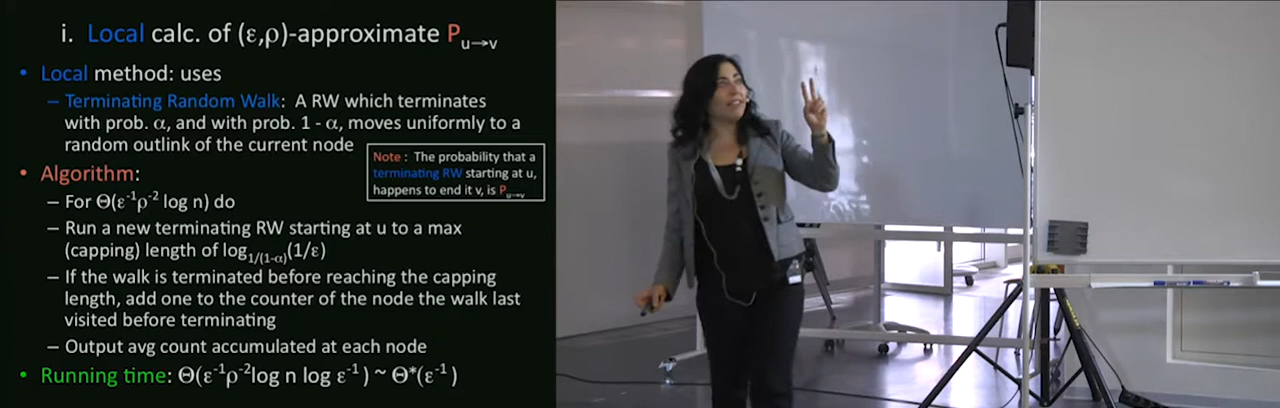 i. Local calc. of (ε,ρ)-approximate P_{u→v}
• Local method: uses
– Terminating Random Walk: A RW which terminates
with prob. α, and with prob. 1 - α, moves uniformly to a
random outlink of the current node
Note : The probability that a
terminating RW starting at u,
happens to end it v, is P_{u→v}
• Algorithm:
– For Θ(ε⁻¹ρ⁻² log n) do
– Run a new terminating RW starting at u to a max
(capping) length of log_{1/(1-α)}(1/ε)
– If the walk is terminated before reaching the capping
length, add one to the counter of the node the walk last
visited before terminating
– Output avg count accumulated at each node
• Running time: Θ(ε⁻¹ρ⁻²log n log ε⁻¹ ) ~ Θ*(ε⁻¹ )